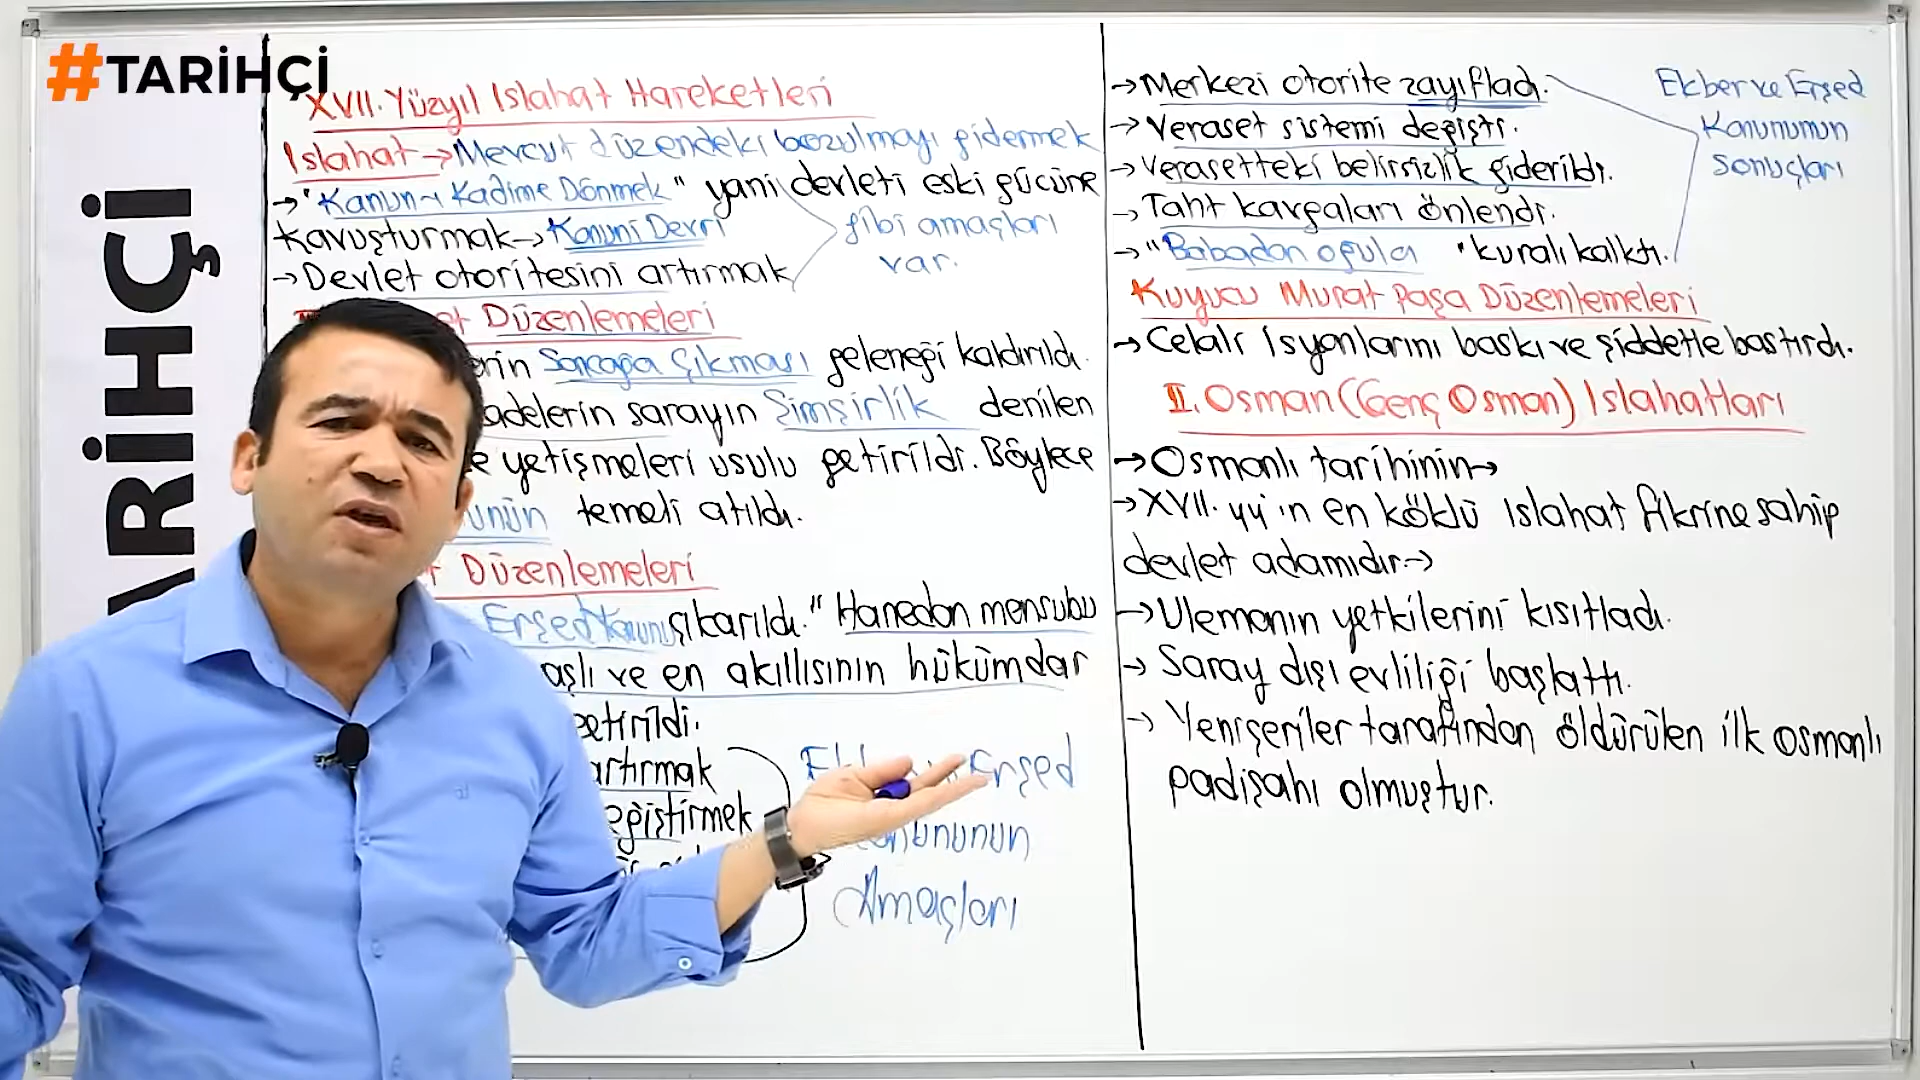 #TARİHÇİ
TARİHÇİ
XVII. Yüzyıl Islahat Hareketleri
Islahat → Mevcut düzendeki bozulmayı gidermek
→ "Kanun-ı Kadime Dönmek" yani devleti eski gücüne
kavuşturmak → Kanuni Devri
gibi amaçları
var.
→ Devlet otoritesini artırmak
Düzenlemeleri
Sancağa Çıkması geleneği kaldırıldı.
sarayın Şimşirlik denilen
yetişmeleri usulu getirildi. Böylece
temeli atıldı.
Düzenlemeleri
Erşed Kanunu çıkarıldı." Hanedan mensubu
ve en akıllısının hükümdar
artırmak
Erşed
Amaçları
→ Merkezi otorite zayıfladı.
→ Veraset sistemi değişti.
→ Verasetteki belirsizlik giderildi.
→ Taht kavgaları önlendi.
→ "Babadan oğula" kuralı kalktı.
Ekber ve Erşed
Kanununun
Sonuçları
Kuyucu Murat Paşa Düzenlemeleri
→ Celali İsyanlarını baskı ve şiddetle bastırdı.
II. Osman (Genç Osman) Islahatları
→ Osmanlı tarihinin →
→ XVII. yy'ın en köklü ıslahat fikrine sahip
devlet adamıdır →
→ Ulemanın yetkilerini kısıtladı.
→ Saray dışı evliliği başlattı.
→ Yeniçeriler tarafından öldürülen ilk osmanlı
padişahı olmuştur.